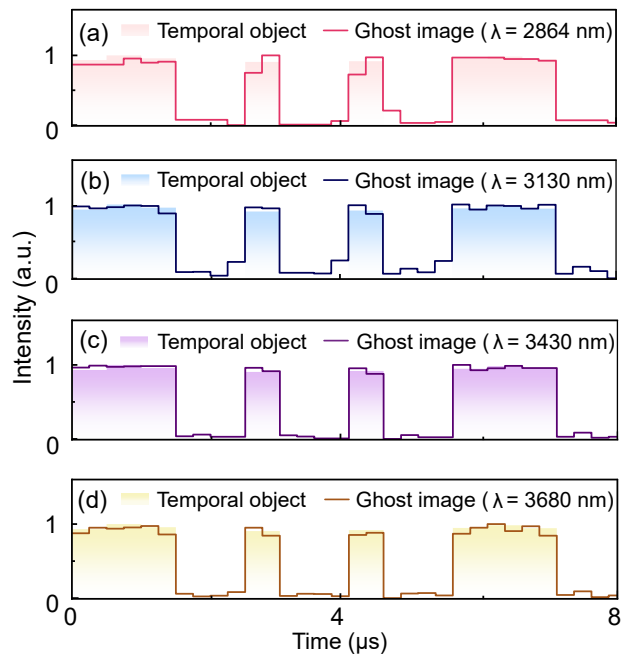 (a) Temporal object Ghost image ( λ = 2864 nm)
1
0
(b) Temporal object Ghost image ( λ = 3130 nm)
1
0
Intensity (a.u.)
(c) Temporal object Ghost image ( λ = 3430 nm)
1
0
(d) Temporal object Ghost image ( λ = 3680 nm)
1
0
0 4 8
Time (μs)